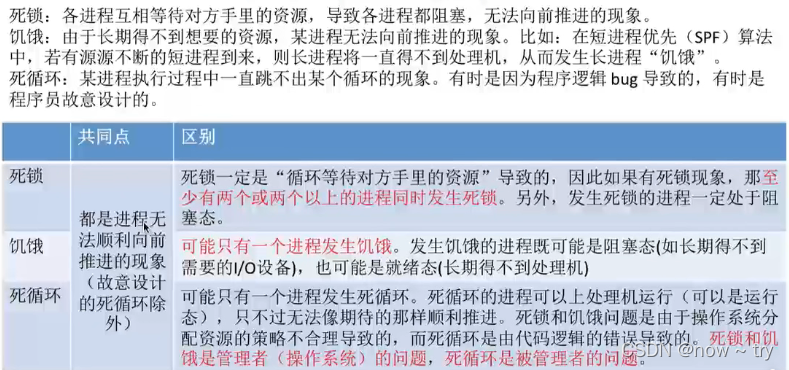 死锁：各进程互相等待对方手里的资源，导致各进程都阻塞，无法向前推进的现象。
饥饿：由于长期得不到想要的资源，某进程无法向前推进的现象。比如：在短进程优先（SPF）算法
中，若有源源不断的短进程到来，则长进程将一直得不到处理机，从而发生长进程“饥饿”。
死循环：某进程执行过程中一直跳不出某个循环的现象。有时是因为程序逻辑 bug 导致的，有时是
程序员故意设计的。
共同点
区别
死锁
都是进程无
法顺利向前
推进的现象
（故意设计
的死循环除
外）
死锁一定是“循环等待对方手里的资源”导致的，因此如果有死锁现象，那至
少有两个或两个以上的进程同时发生死锁。另外，发生死锁的进程一定处于阻
塞态。
饥饿
可能只有一个进程发生饥饿。发生饥饿的进程既可能是阻塞态(如长期得不到
需要的I/O设备)，也可能是就绪态(长期得不到处理机)
死循环
可能只有一个进程发生死循环。死循环的进程可以上处理机运行（可以是运行
态），只不过无法像期待的那样顺利推进。死锁和饥饿问题是由于操作系统分
配资源的策略不合理导致的，而死循环是由代码逻辑的错误导致的。死锁和饥
饿是管理者（操作系统）的问题，死循环是被管理者的问题。
CSDN @now ~ try